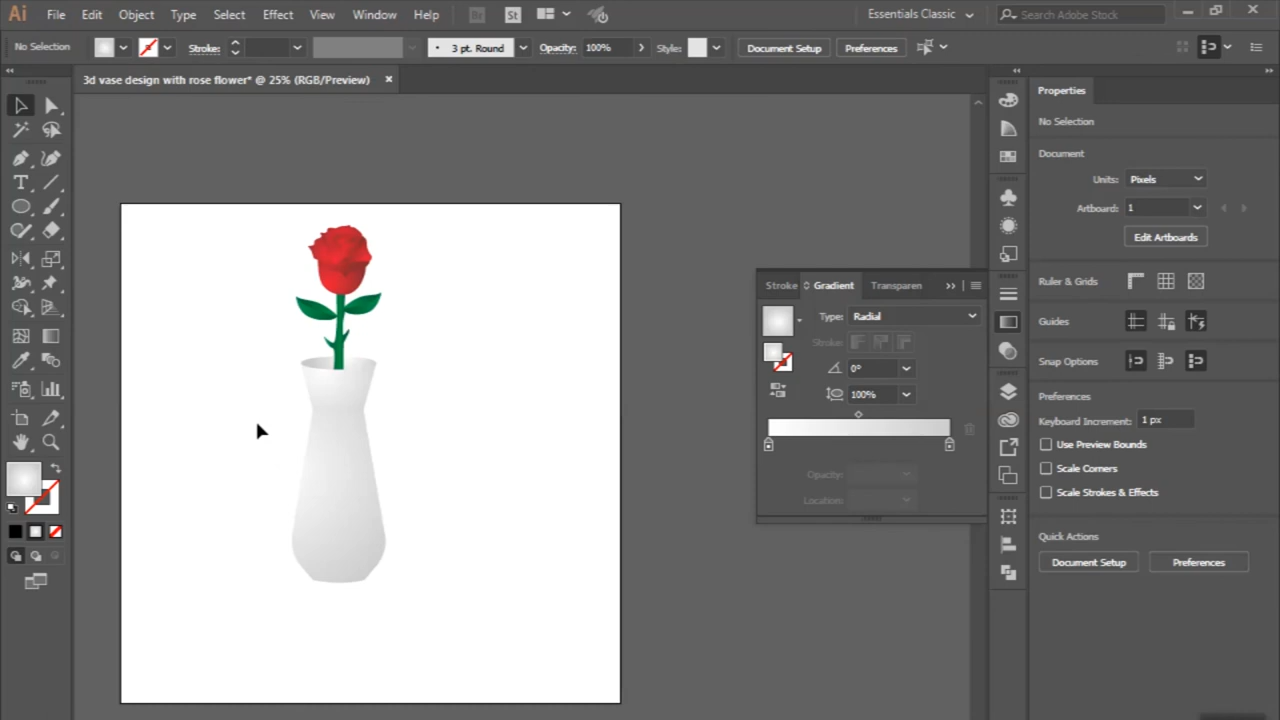 Ai File Edit Object Type Select Effect View Window Help Br St Essentials Classic Search Adobe Stock
No Selection Stroke: 3 pt. Round Opacity: 100% Style: Document Setup Preferences
3d vase design with rose flower* @ 25% (RGB/Preview)
Properties
No Selection
Document
Units: Pixels
Artboard: 1
Edit Artboards
Ruler & Grids
Guides
Snap Options
Preferences
Keyboard Increment: 1 px
Use Preview Bounds
Scale Corners
Scale Strokes & Effects
Quick Actions
Document Setup Preferences
Stroke Gradient Transparen
Type: Radial
Stroke:
0°
100%
Opacity:
Location: